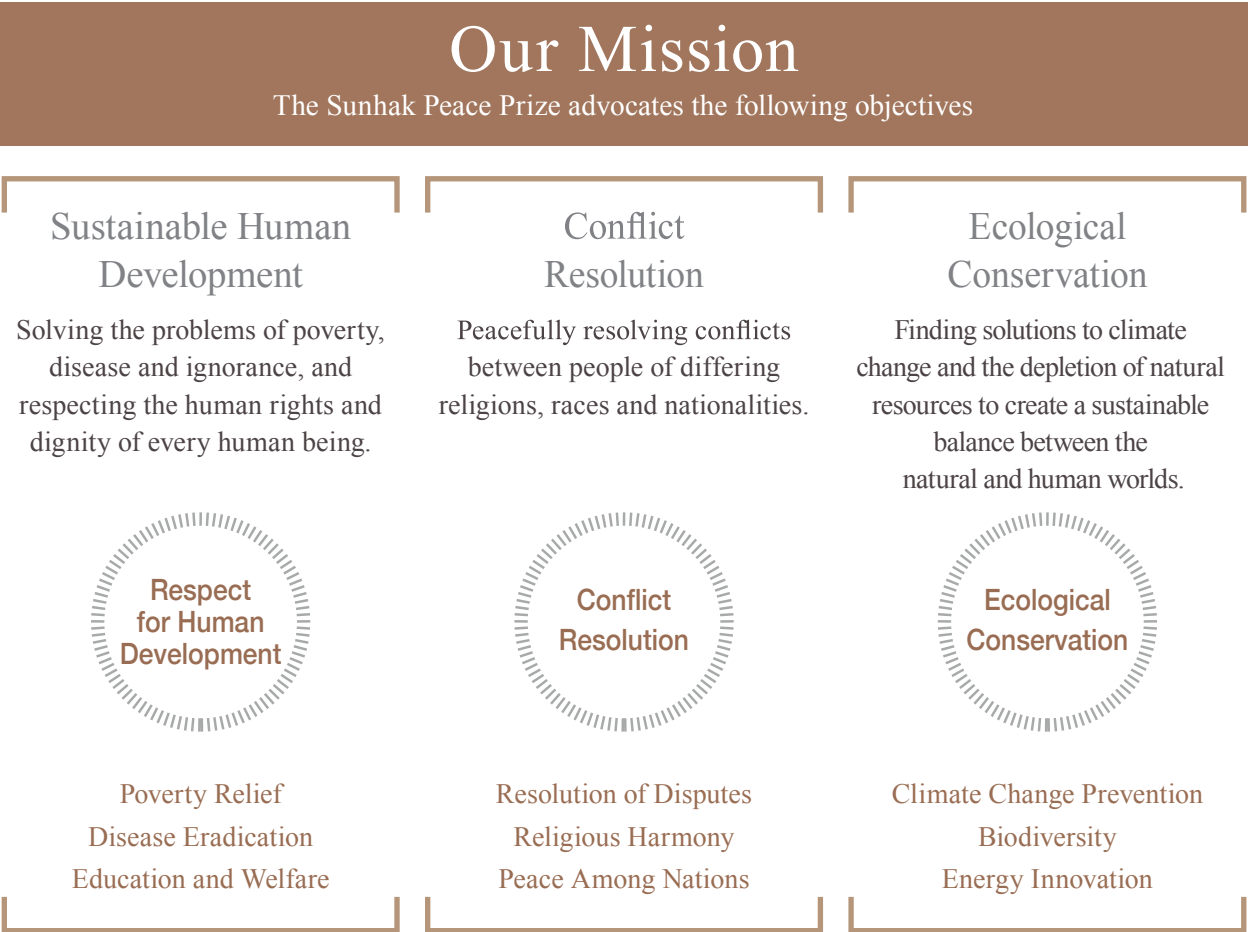 Our Mission
The Sunhak Peace Prize advocates the following objectives
Sustainable Human
Development
Solving the problems of poverty,
disease and ignorance, and
respecting the human rights and
dignity of every human being.
Respect
for Human
Development
Poverty Relief
Disease Eradication
Education and Welfare
Conflict
Resolution
Peacefully resolving conflicts
between people of differing
religions, races and nationalities.
Conflict
Resolution
Resolution of Disputes
Religious Harmony
Peace Among Nations
Ecological
Conservation
Finding solutions to climate
change and the depletion of natural
resources to create a sustainable
balance between the
natural and human worlds.
Ecological
Conservation
Climate Change Prevention
Biodiversity
Energy Innovation